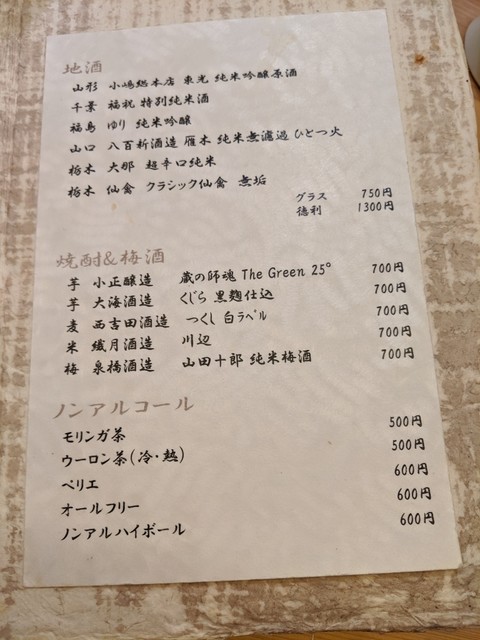 地酒
山形 小嶋総本店 東光 純米吟醸原酒
千葉 福祝 特別純米酒
福島 ゆり 純米吟醸
山口 八百新酒造 雁木 純米無濾過 ひとつ火
栃木 大那 超辛口純米
栃木 仙禽 クラシック仙禽 無垢
グラス 750円
徳利 1300円
焼酎&梅酒
芋 小正醸造 蔵の師魂 The Green 25° 700円
芋 大海酒造 くじら 黒麹仕込 700円
麦 西吉田酒造 つくし 白ラベル 700円
米 繊月酒造 川辺 700円
梅 泉橋酒造 山田十郎 純米梅酒 700円
ノンアルコール
モリンガ茶 500円
ウーロン茶(冷・熱) 500円
ペリエ 600円
オールフリー 600円
ノンアルハイボール 600円